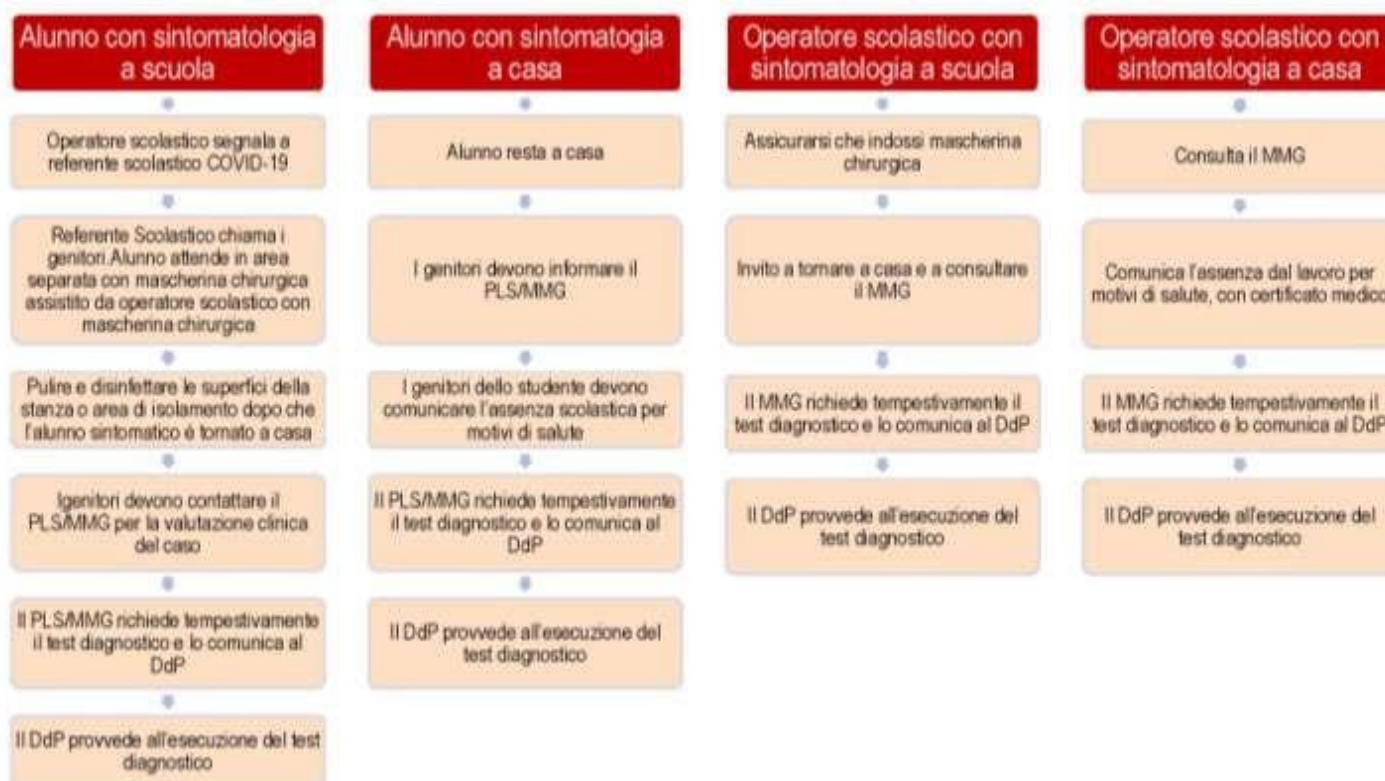 Alunno con sintomatologia
a scuola
Operatore scolastico segnala a
referente scolastico COVID-19
Referente Scolastico chiama i
genitori.Alunno attende in area
separata con mascherina chirurgica
assistito da operatore scolastico con
mascherina chirurgica
Pulire e disinfettare le superfici della
stanza o area di isolamento dopo che
l'alunno sintomatico è tornato a casa
Igenitori devono contattare il
PLS/MMG per la valutazione clinica
del caso
Il PLS/MMG richiede tempestivamente
il test diagnostico e lo comunica al
DdP
Il DdP provvede all'esecuzione del test
diagnostico
Alunno con sintomatogia
a casa
Alunno resta a casa
I genitori devono informare il
PLS/MMG
I genitori dello studente devono
comunicare l'assenza scolastica per
motivi di salute
Il PLS/MMG richiede tempestivamente
il test diagnostico e lo comunica al
DdP
Il DdP provvede all'esecuzione del
test diagnostico
Operatore scolastico con
sintomatologia a scuola
Assicurarsi che indossi mascherina
chirurgica
Invito a tornare a casa e a consultare
il MMG
Il MMG richiede tempestivamente il
test diagnostico e lo comunica al DdP
Il DdP provvede all'esecuzione del
test diagnostico
Operatore scolastico con
sintomatologia a casa
Consulta il MMG
Comunica l'assenza dal lavoro per
motivi di salute, con certificato medico
Il MMG richiede tempestivamente il
test diagnostico e lo comunica al DdP
Il DdP provvede all'esecuzione del
test diagnostico